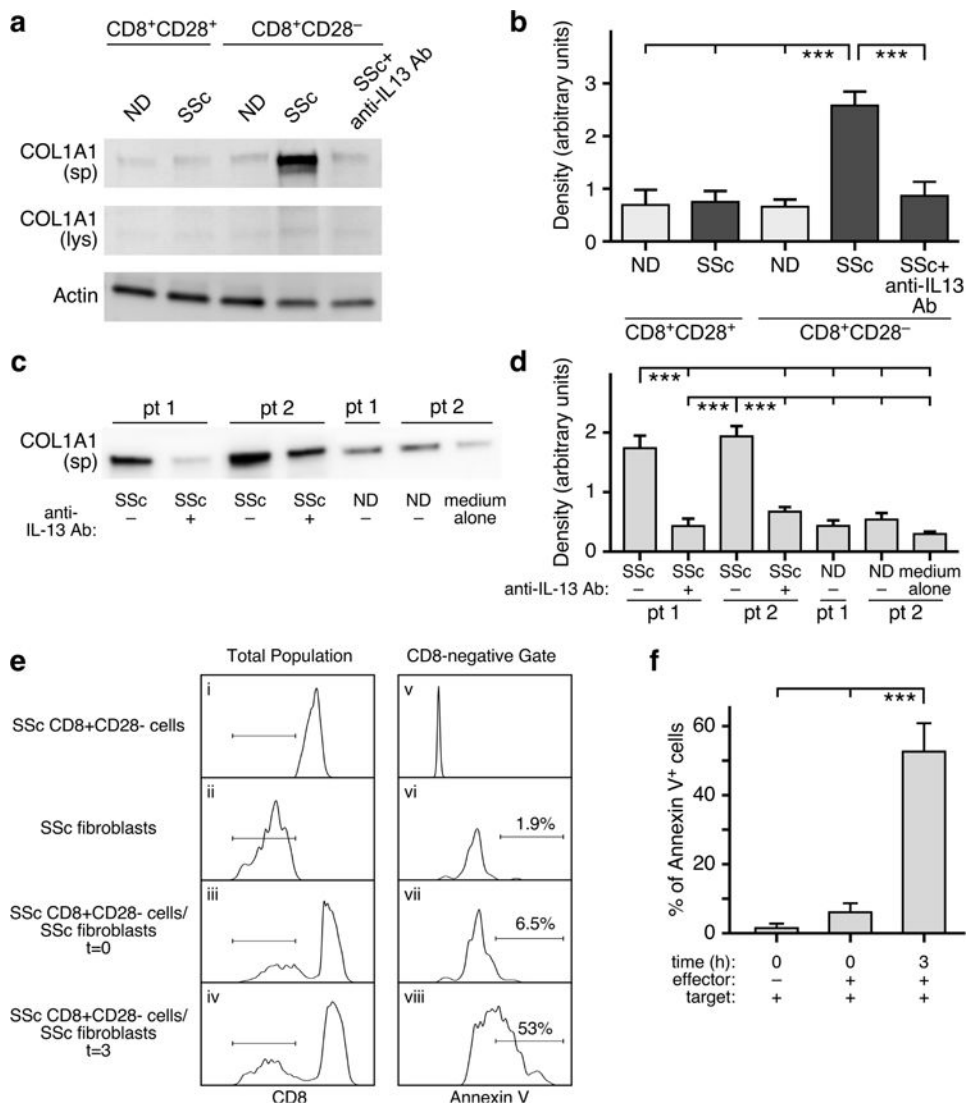 a
CD8⁺CD28⁺ CD8⁺CD28⁻
ND SSc ND SSc SSc+ anti-IL13 Ab
COL1A1
(sp)
COL1A1
(lys)
Actin
b
*** ***
Density (arbitrary units)
3
2
1
0
ND SSc ND SSc SSc+
anti-IL13
Ab
CD8⁺CD28⁺ CD8⁺CD28⁻
c
pt 1 pt 2 pt 1 pt 2
COL1A1
(sp)
SSc SSc SSc SSc ND ND medium
alone
anti-
IL-13 Ab: – + – + – –
d
***
*** ***
Density (arbitrary units)
2
1
0
SSc SSc SSc SSc ND ND medium
alone
anti-IL-13 Ab: – + – + – –
pt 1 pt 2 pt 1 pt 2
e
Total Population CD8-negative Gate
SSc CD8+CD28- cells
i v
SSc fibroblasts
ii vi
1.9%
SSc CD8+CD28- cells/
SSc fibroblasts
t=0
iii vii
6.5%
SSc CD8+CD28- cells/
SSc fibroblasts
t=3
iv viii
53%
CD8 Annexin V
f
***
% of Annexin V⁺ cells
60
40
20
0
time (h): 0 0 3
effector: – + +
target: + + +